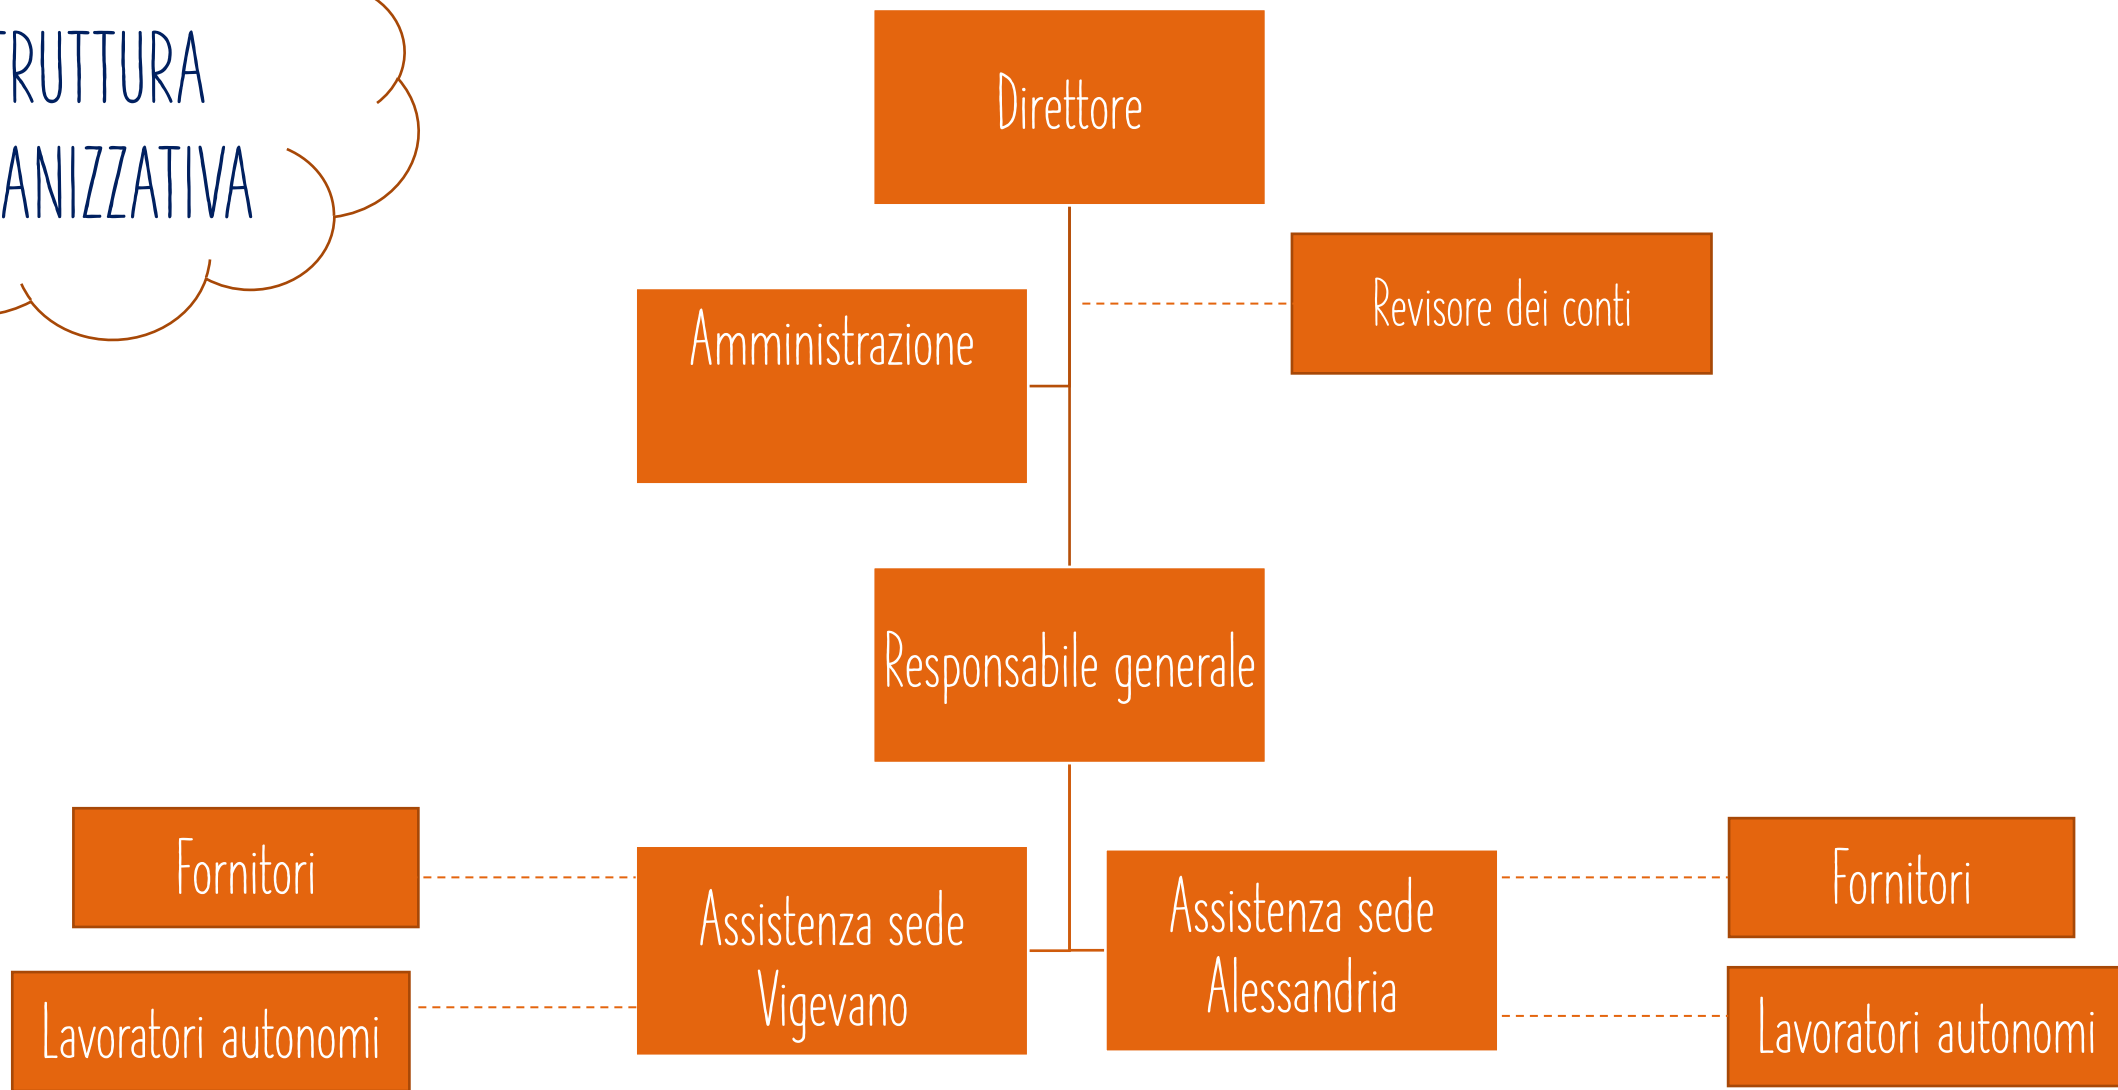 TRUTTURA
ANIZZATIVA
Direttore
Revisore dei conti
Amministrazione
Responsabile generale
Fornitori
Assistenza sede
Vigevano
Assistenza sede
Alessandria
Fornitori
Lavoratori autonomi
Lavoratori autonomi